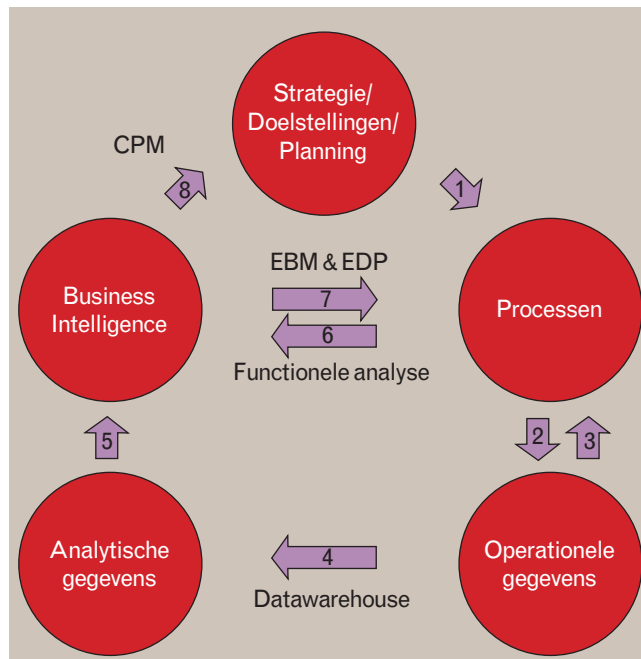 Strategie/
Doelstellingen/
Planning
CPM
8
1
EBM & EDP
7
6
Functionele analyse
Business
Intelligence
Processen
5
2
3
Analytische
gegevens
4
Datawarehouse
Operationele
gegevens